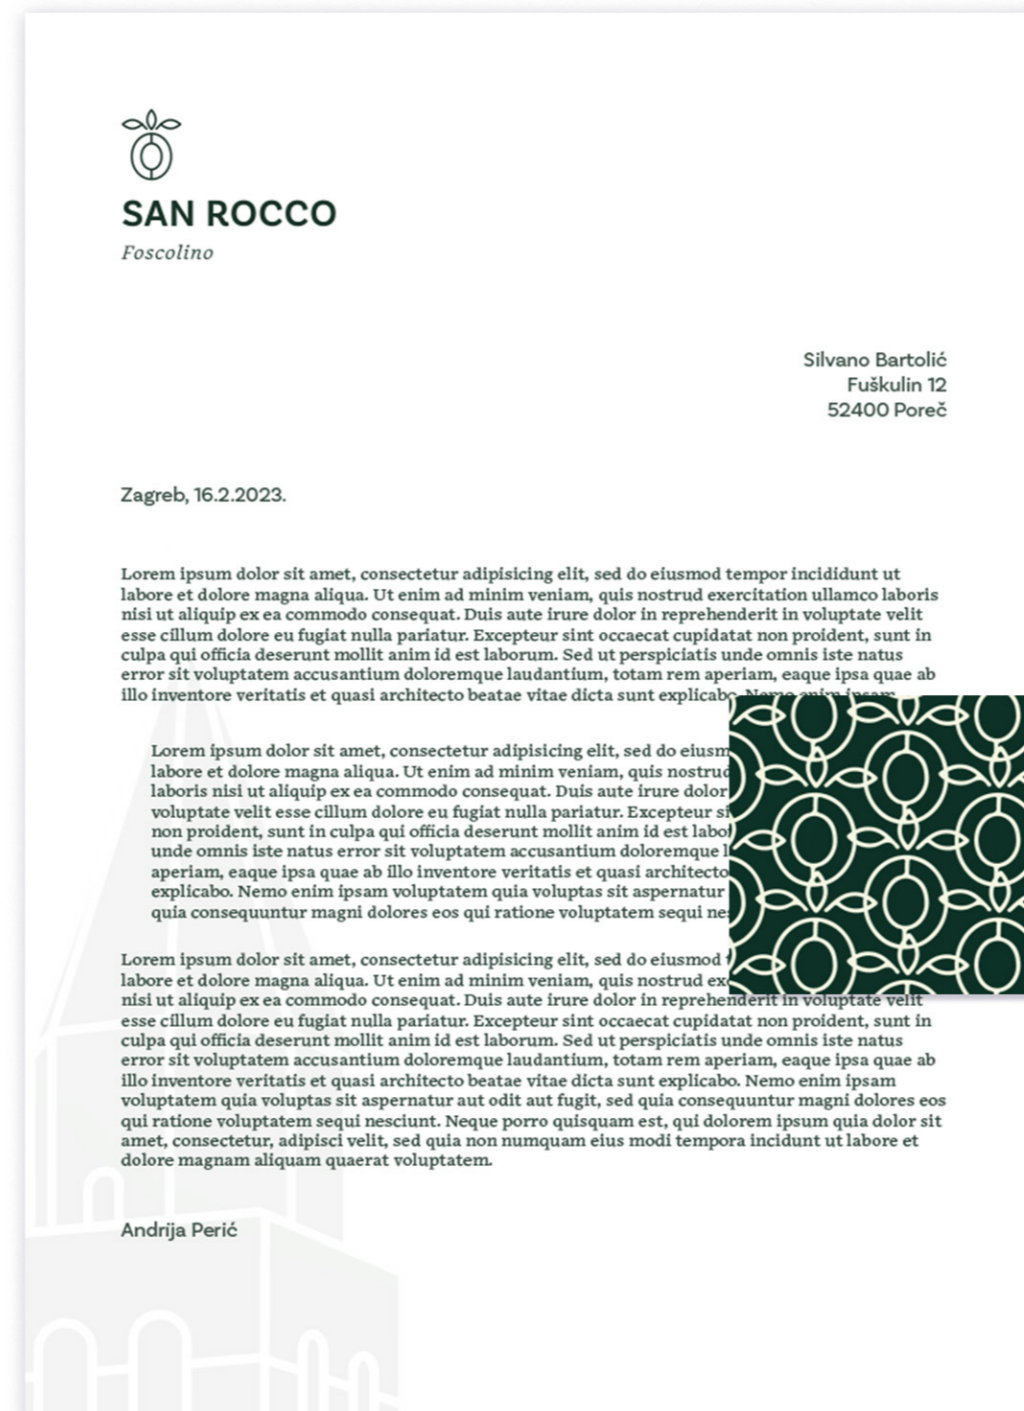 SAN ROCCO
Foscolino
Silvano Bartolić
Fuškulin 12
52400 Poreč
Zagreb, 16.2.2023.
Lorem ipsum dolor sit amet, consectetur adipisicing elit, sed do eiusmod tempor incididunt ut
labore et dolore magna aliqua. Ut enim ad minim veniam, quis nostrud exercitation ullamco laboris
nisi ut aliquip ex ea commodo consequat. Duis aute irure dolor in reprehenderit in voluptate velit
esse cillum dolore eu fugiat nulla pariatur. Excepteur sint occaecat cupidatat non proident, sunt in
culpa qui officia deserunt mollit anim id est laborum. Sed ut perspiciatis unde omnis iste natus
error sit voluptatem accusantium doloremque laudantium, totam rem aperiam, eaque ipsa quae ab
illo inventore veritatis et quasi architecto beatae vitae dicta sunt explicabo. Nemo enim ipsam
Lorem ipsum dolor sit amet, consectetur adipisicing elit, sed do eiusm
labore et dolore magna aliqua. Ut enim ad minim veniam, quis nostrud
laboris nisi ut aliquip ex ea commodo consequat. Duis aute irure dolor
voluptate velit esse cillum dolore eu fugiat nulla pariatur. Excepteur si
non proident, sunt in culpa qui officia deserunt mollit anim id est labo
unde omnis iste natus error sit voluptatem accusantium doloremque l
aperiam, eaque ipsa quae ab illo inventore veritatis et quasi architecto
explicabo. Nemo enim ipsam voluptatem quia voluptas sit aspernatur
quia consequuntur magni dolores eos qui ratione voluptatem sequi nes
Lorem ipsum dolor sit amet, consectetur adipisicing elit, sed do eiusmod
labore et dolore magna aliqua. Ut enim ad minim veniam, quis nostrud ex
nisi ut aliquip ex ea commodo consequat. Duis aute irure dolor in reprehenderit in voluptate velit
esse cillum dolore eu fugiat nulla pariatur. Excepteur sint occaecat cupidatat non proident, sunt in
culpa qui officia deserunt mollit anim id est laborum. Sed ut perspiciatis unde omnis iste natus
error sit voluptatem accusantium doloremque laudantium, totam rem aperiam, eaque ipsa quae ab
illo inventore veritatis et quasi architecto beatae vitae dicta sunt explicabo. Nemo enim ipsam
voluptatem quia voluptas sit aspernatur aut odit aut fugit, sed quia consequuntur magni dolores eos
qui ratione voluptatem sequi nesciunt. Neque porro quisquam est, qui dolorem ipsum quia dolor sit
amet, consectetur, adipisci velit, sed quia non numquam eius modi tempora incidunt ut labore et
dolore magnam aliquam quaerat voluptatem.
Andrija Perić